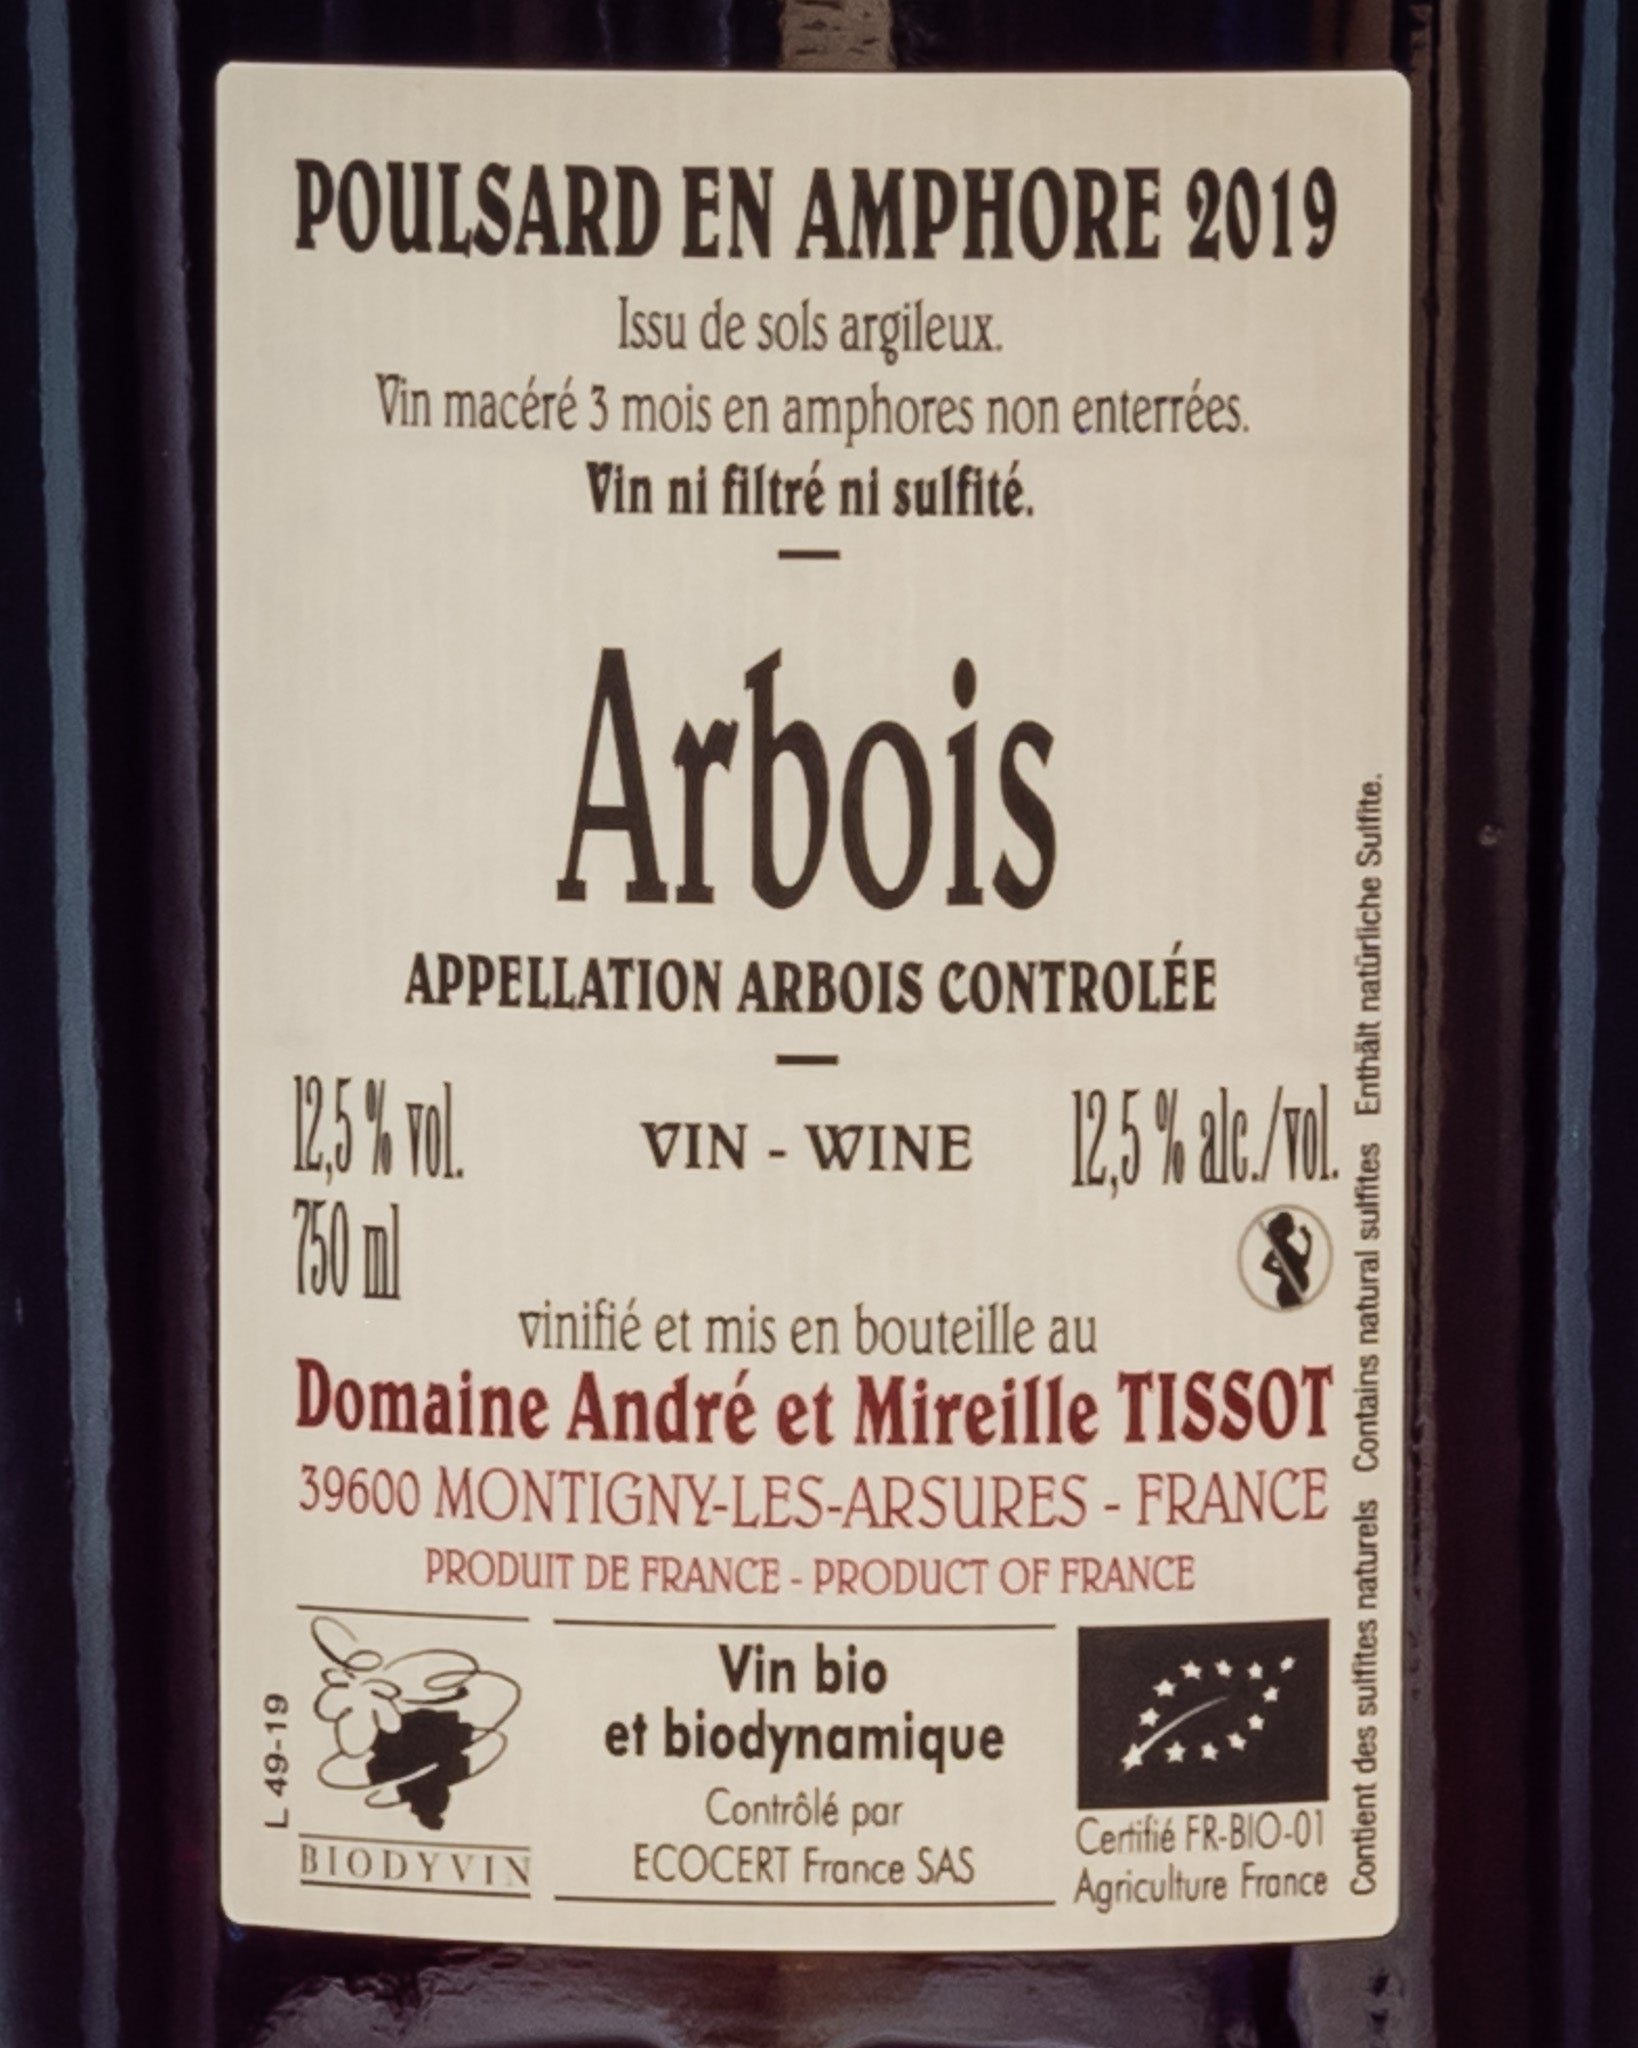 POULSARD EN AMPHORE 2019
Issu de sols argileux.
Vin macéré 3 mois en amphores non enterrées.
Vin ni filtré ni sulfité.
Arbois
APPELLATION ARBOIS CONTROLÉE
12,5 % vol.
VIN - WINE
12,5 % alc./vol.
750 ml
vinifié et mis en bouteille au
Domaine André et Mireille TISSOT
39600 MONTIGNY-LES-ARSURES - FRANCE
PRODUIT DE FRANCE - PRODUCT OF FRANCE
L 49-19
BIODYVIN
Vin bio
et biodynamique
Contrôlé par
ECOCERT France SAS
Certifié FR-BIO-01
Agriculture France
Contient des sulfites naturels Contains natural sulfites Enthält natürliche Sulfite.